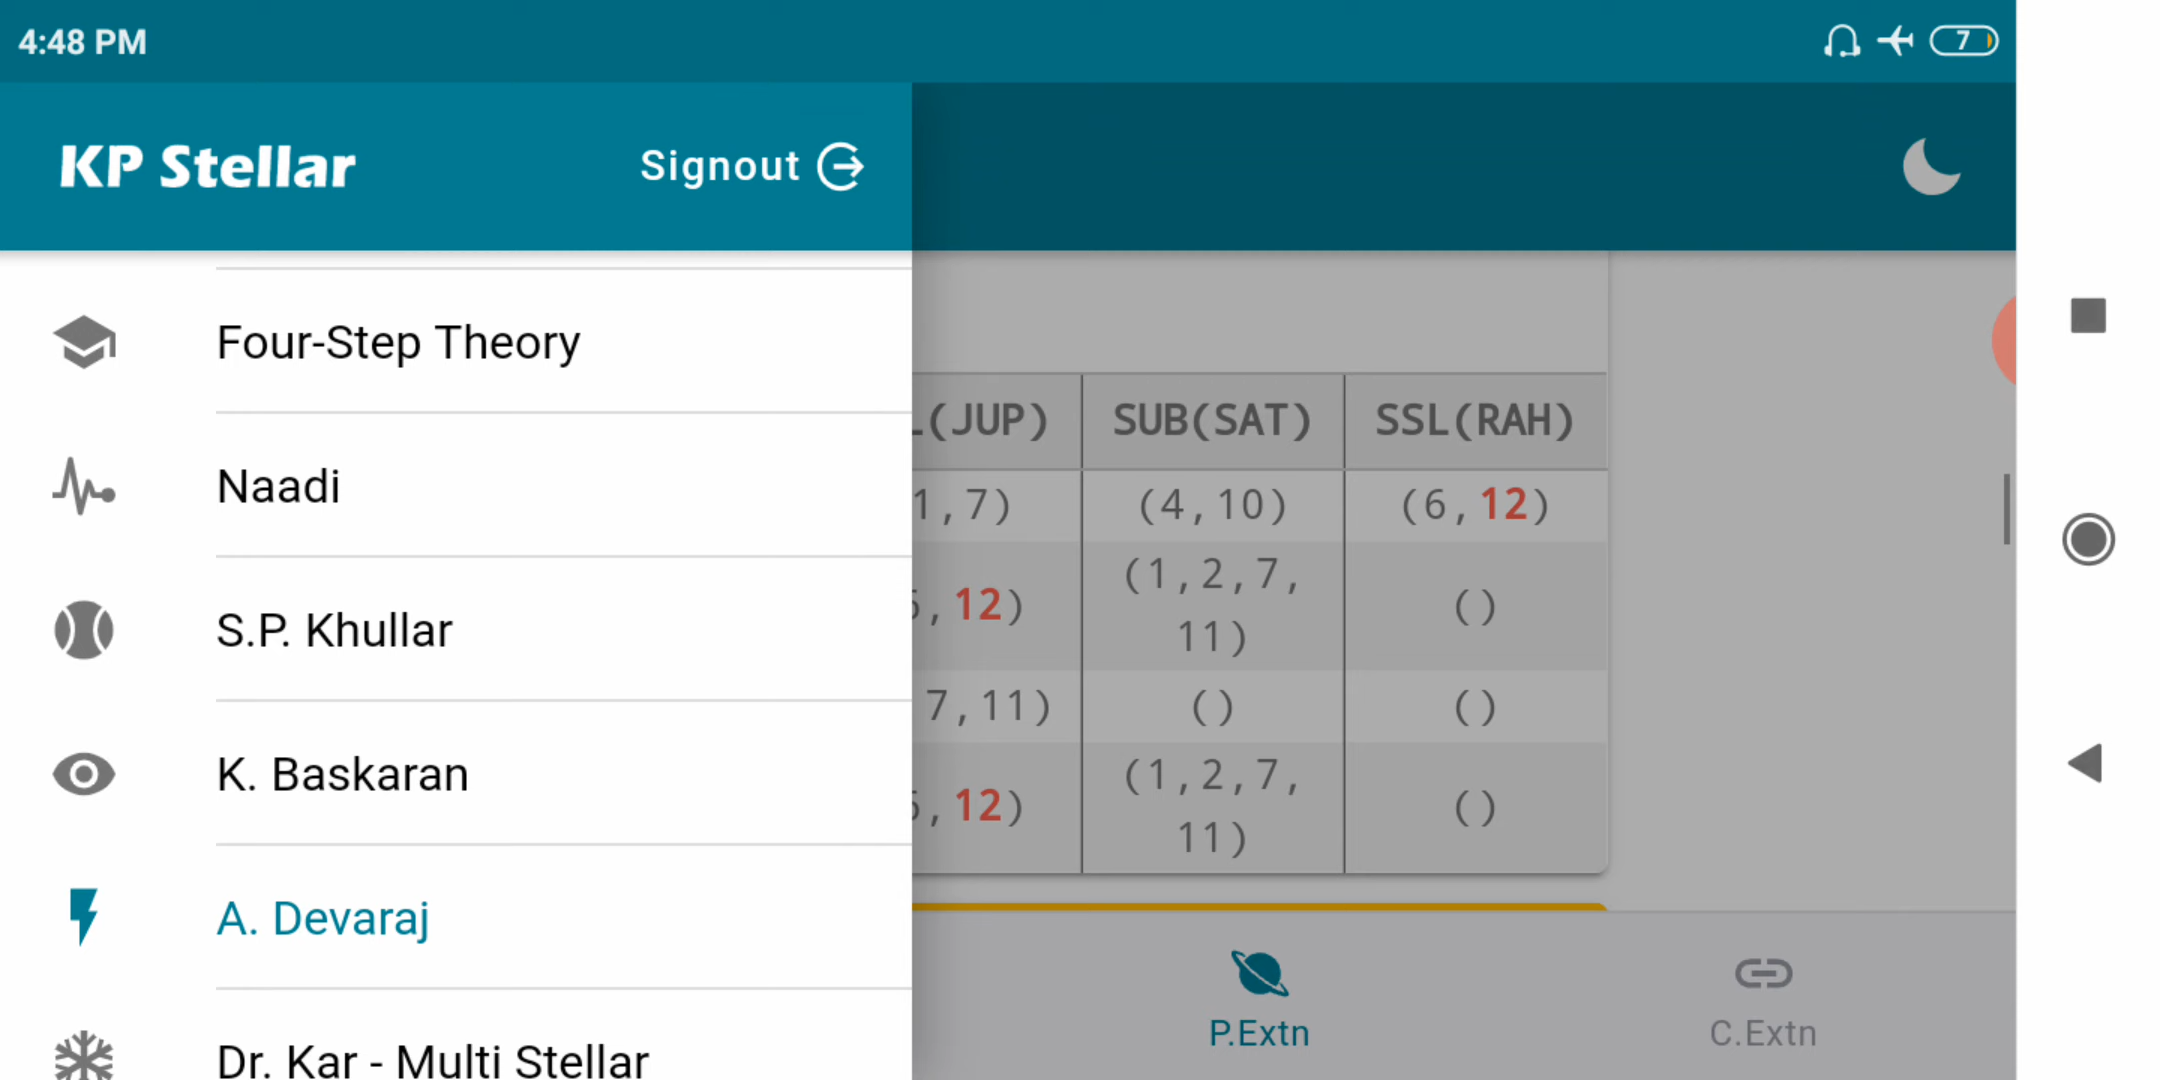 4:48 PM
7
KP Stellar
Signout
Four-Step Theory
Naadi
S.P. Khullar
K. Baskaran
A. Devaraj
Dr. Kar - Multi Stellar
(JUP) SUB(SAT) SSL(RAH)
1,7) (4,10) (6,12)
,12) (1,2,7, ()
11)
7,11) () ()
,12) (1,2,7, ()
11)
P.Extn
C.Extn